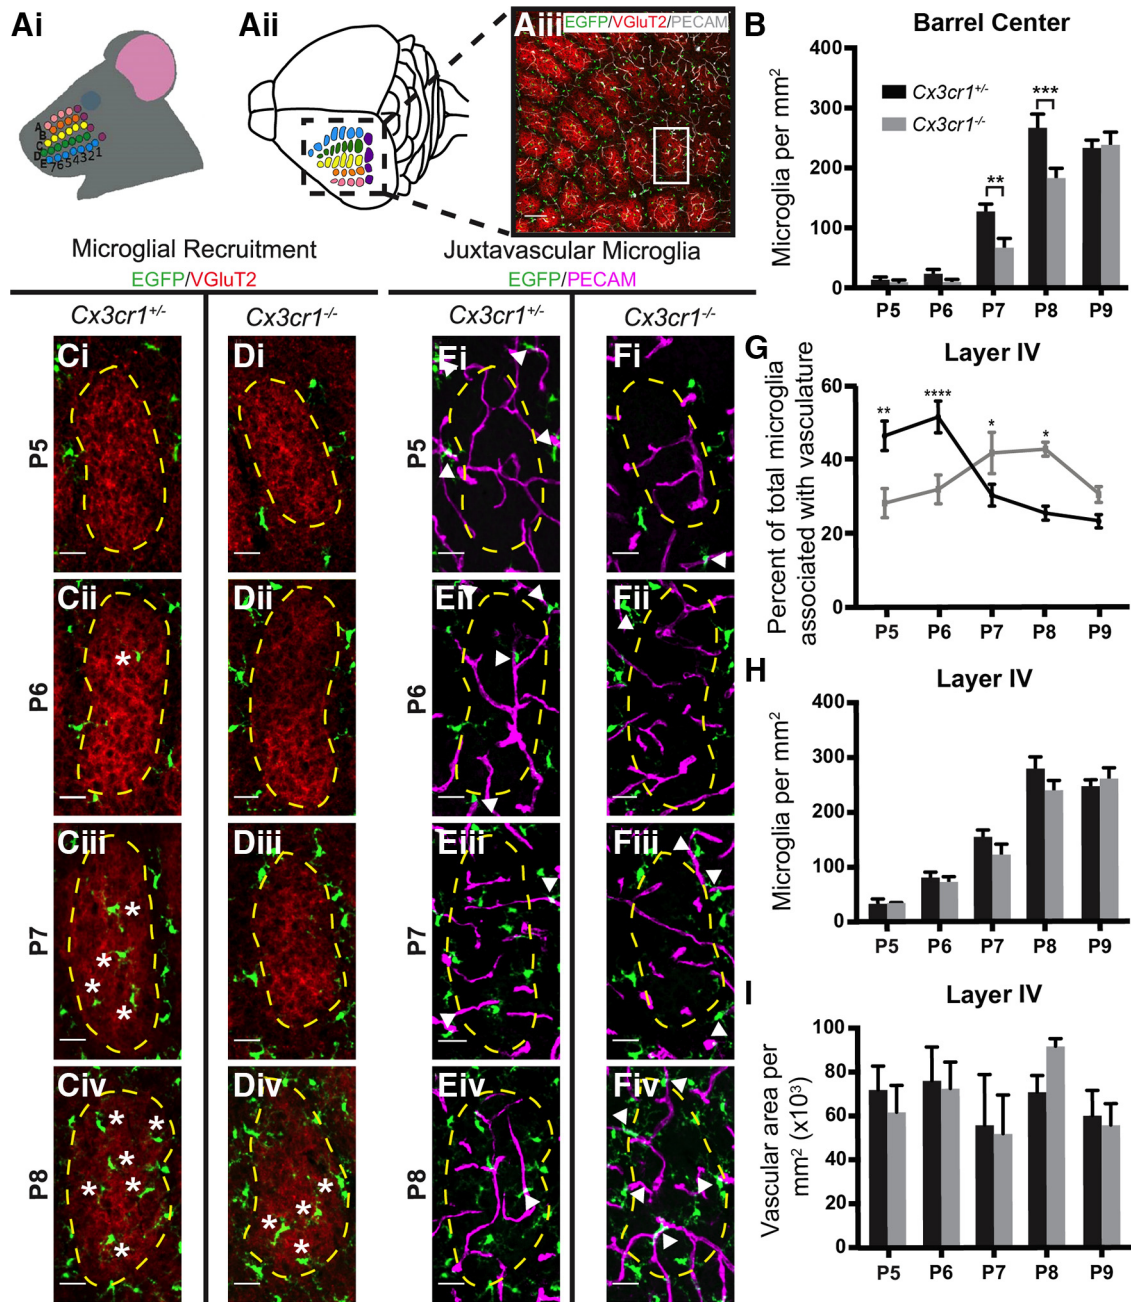 Ai
A
B
C
D
E
7654321
Aii
Aiii
EGFP/VGluT2/PECAM
Microglial Recruitment
EGFP/VGluT2
Juxtavascular Microglia
EGFP/PECAM
Cx3cr1+/-
Cx3cr1-/-
Cx3cr1+/-
Cx3cr1-/-
P5
Ci
Di
Ei
Fi
P5
P6
Cii
Dii
Eii
Fii
P6
P7
Ciii
Diii
Eiii
Fiii
P7
P8
Civ
Div
Eiv
Fiv
P8
B
Barrel Center
Microglia per mm2
400
300
200
100
0
Cx3cr1+/-
Cx3cr1-/-
**
***
P5 P6 P7 P8 P9
G
Layer IV
Percent of total microglia
associated with vasculature
60
40
20
0
**
****
*
*
P5 P6 P7 P8 P9
H
Layer IV
Microglia per mm2
400
300
200
100
0
P5 P6 P7 P8 P9
I
Layer IV
Vascular area per
mm2 (x103)
100
80
60
40
20
0
P5 P6 P7 P8 P9